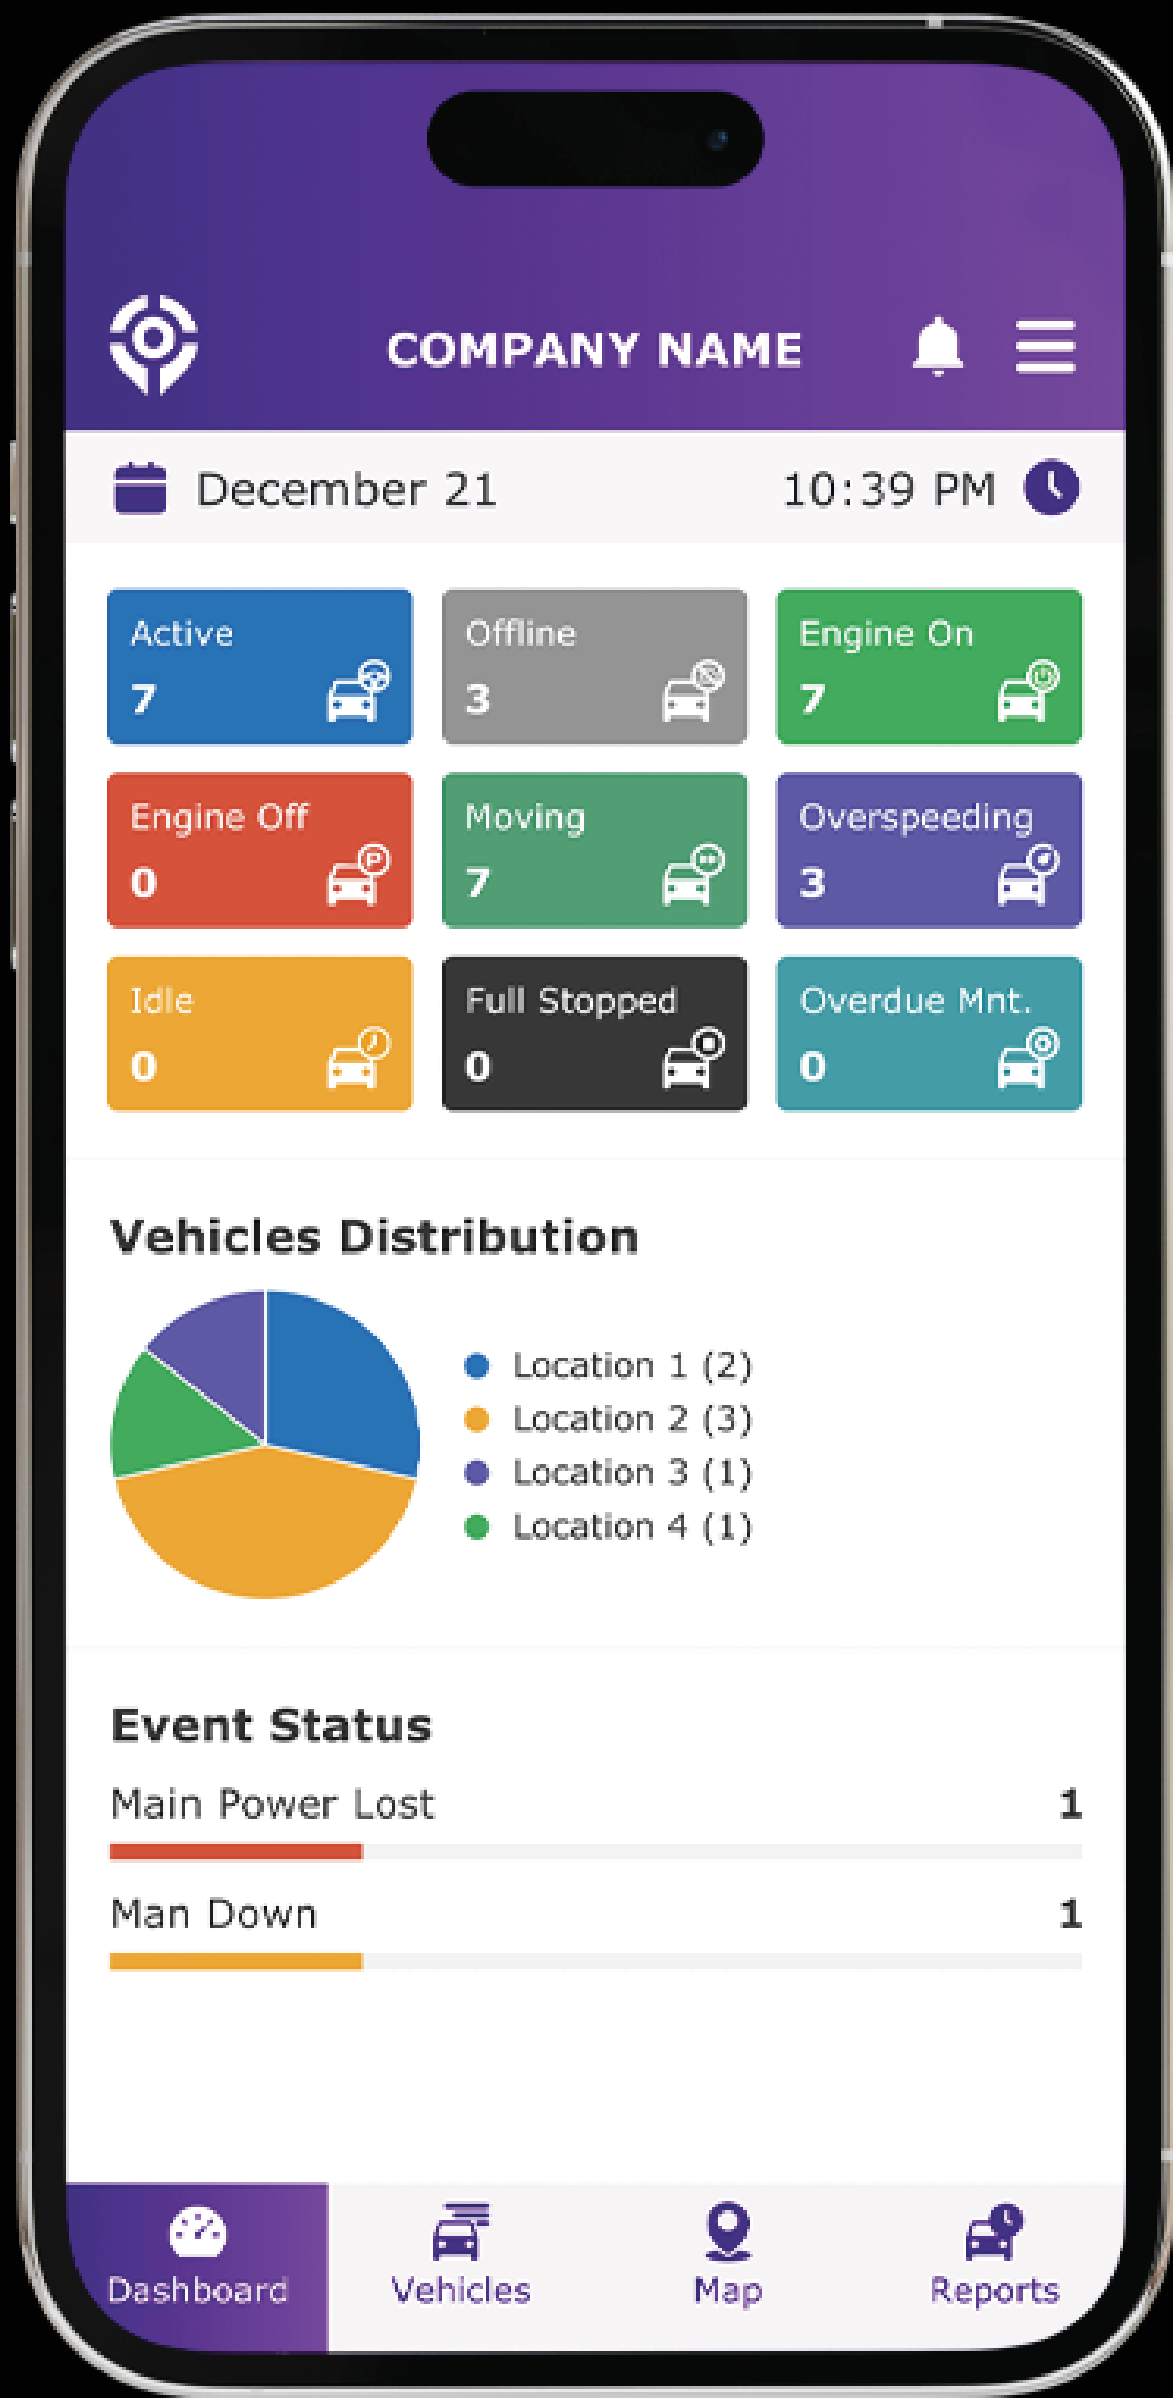 COMPANY NAME
December 21 10:39 PM
Active
7
Offline
3
Engine On
7
Engine Off
0
Moving
7
Overspeeding
3
Idle
0
Full Stopped
0
Overdue Mnt.
0
Vehicles Distribution
Location 1 (2)
Location 2 (3)
Location 3 (1)
Location 4 (1)
Event Status
Main Power Lost 1
Man Down 1
Dashboard Vehicles Map Reports